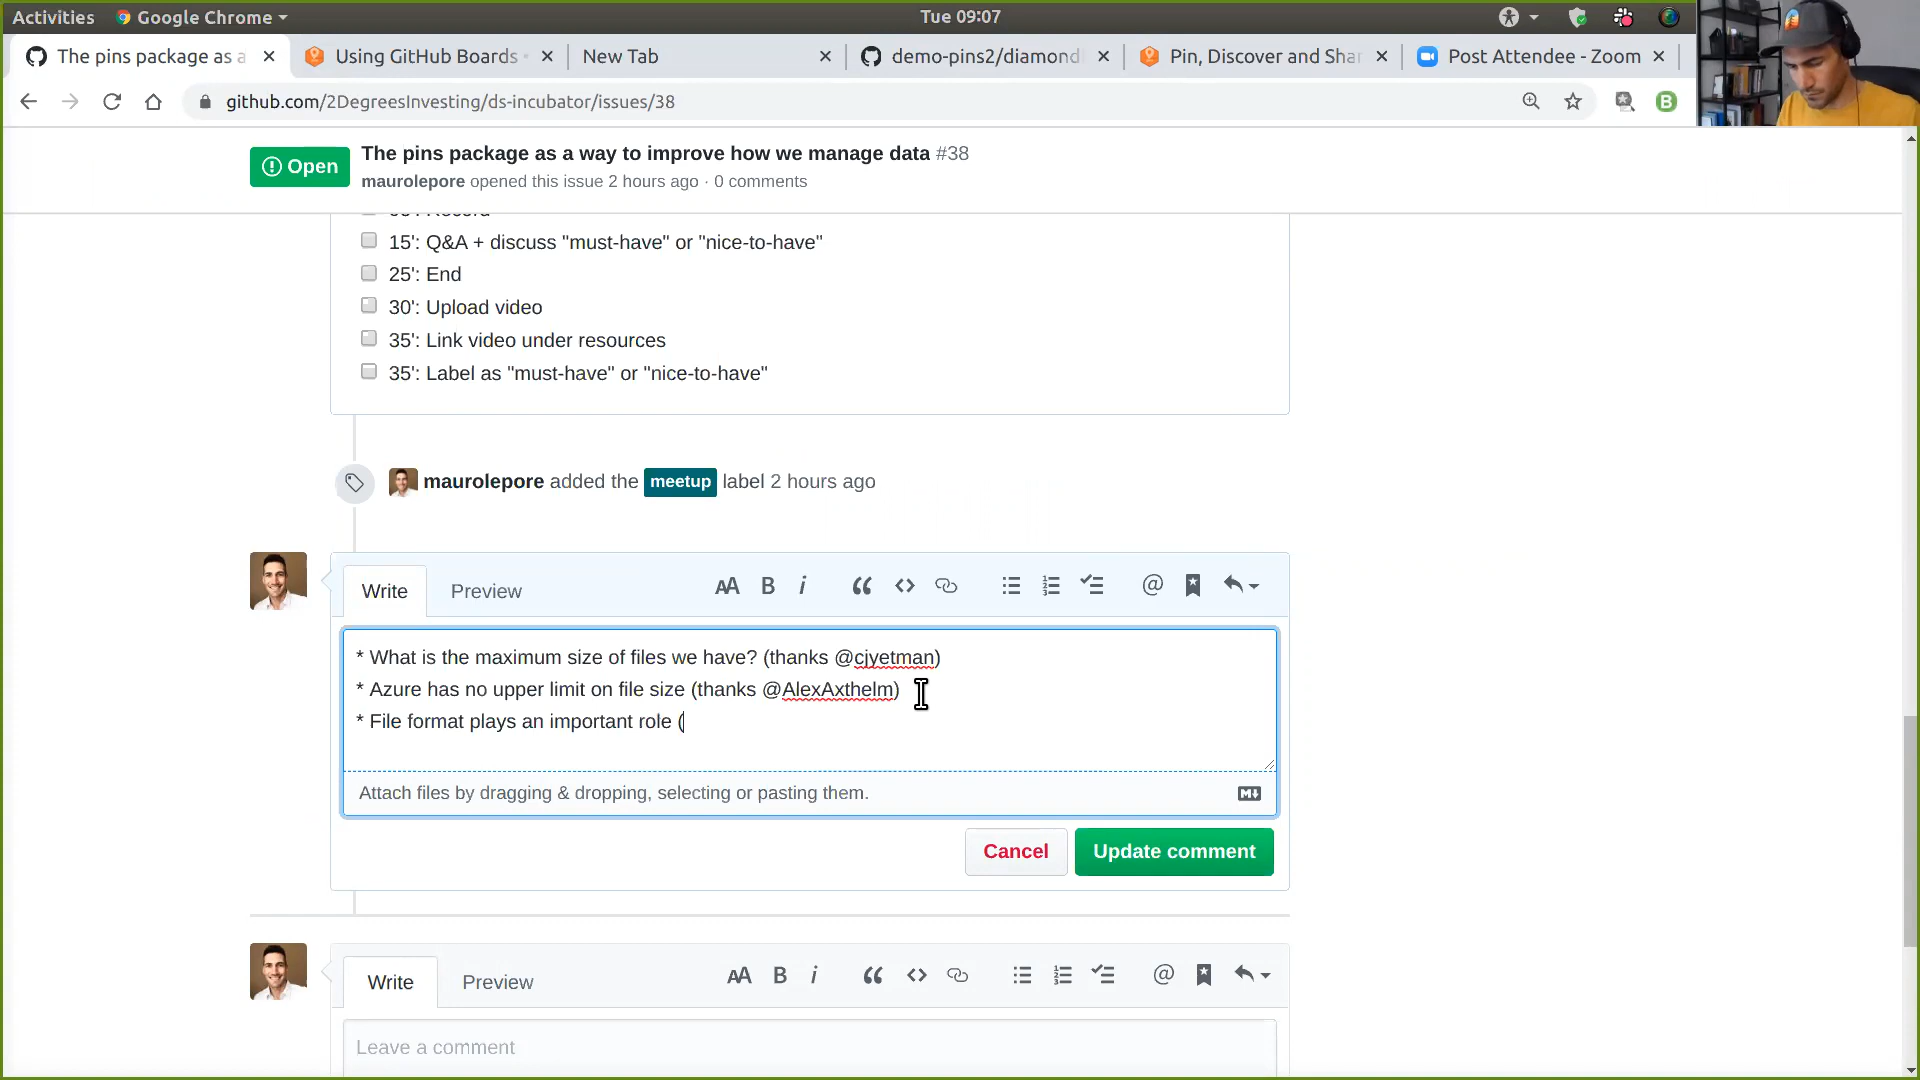 Activities Google Chrome Tue 09:07
The pins package as a
Using GitHub Boards
New Tab
demo-pins2/diamond
Pin, Discover and Shar
Post Attendee - Zoom
github.com/2DegreesInvesting/ds-incubator/issues/38
B
Open
The pins package as a way to improve how we manage data #38
maurolepore opened this issue 2 hours ago · 0 comments
15': Q&A + discuss "must-have" or "nice-to-have"
25': End
30': Upload video
35': Link video under resources
35': Label as "must-have" or "nice-to-have"
maurolepore added the meetup label 2 hours ago
Write Preview
* What is the maximum size of files we have? (thanks @cjyetman)
* Azure has no upper limit on file size (thanks @AlexAxthelm)
* File format plays an important role (
Attach files by dragging & dropping, selecting or pasting them.
Cancel Update comment
Write Preview
Leave a comment